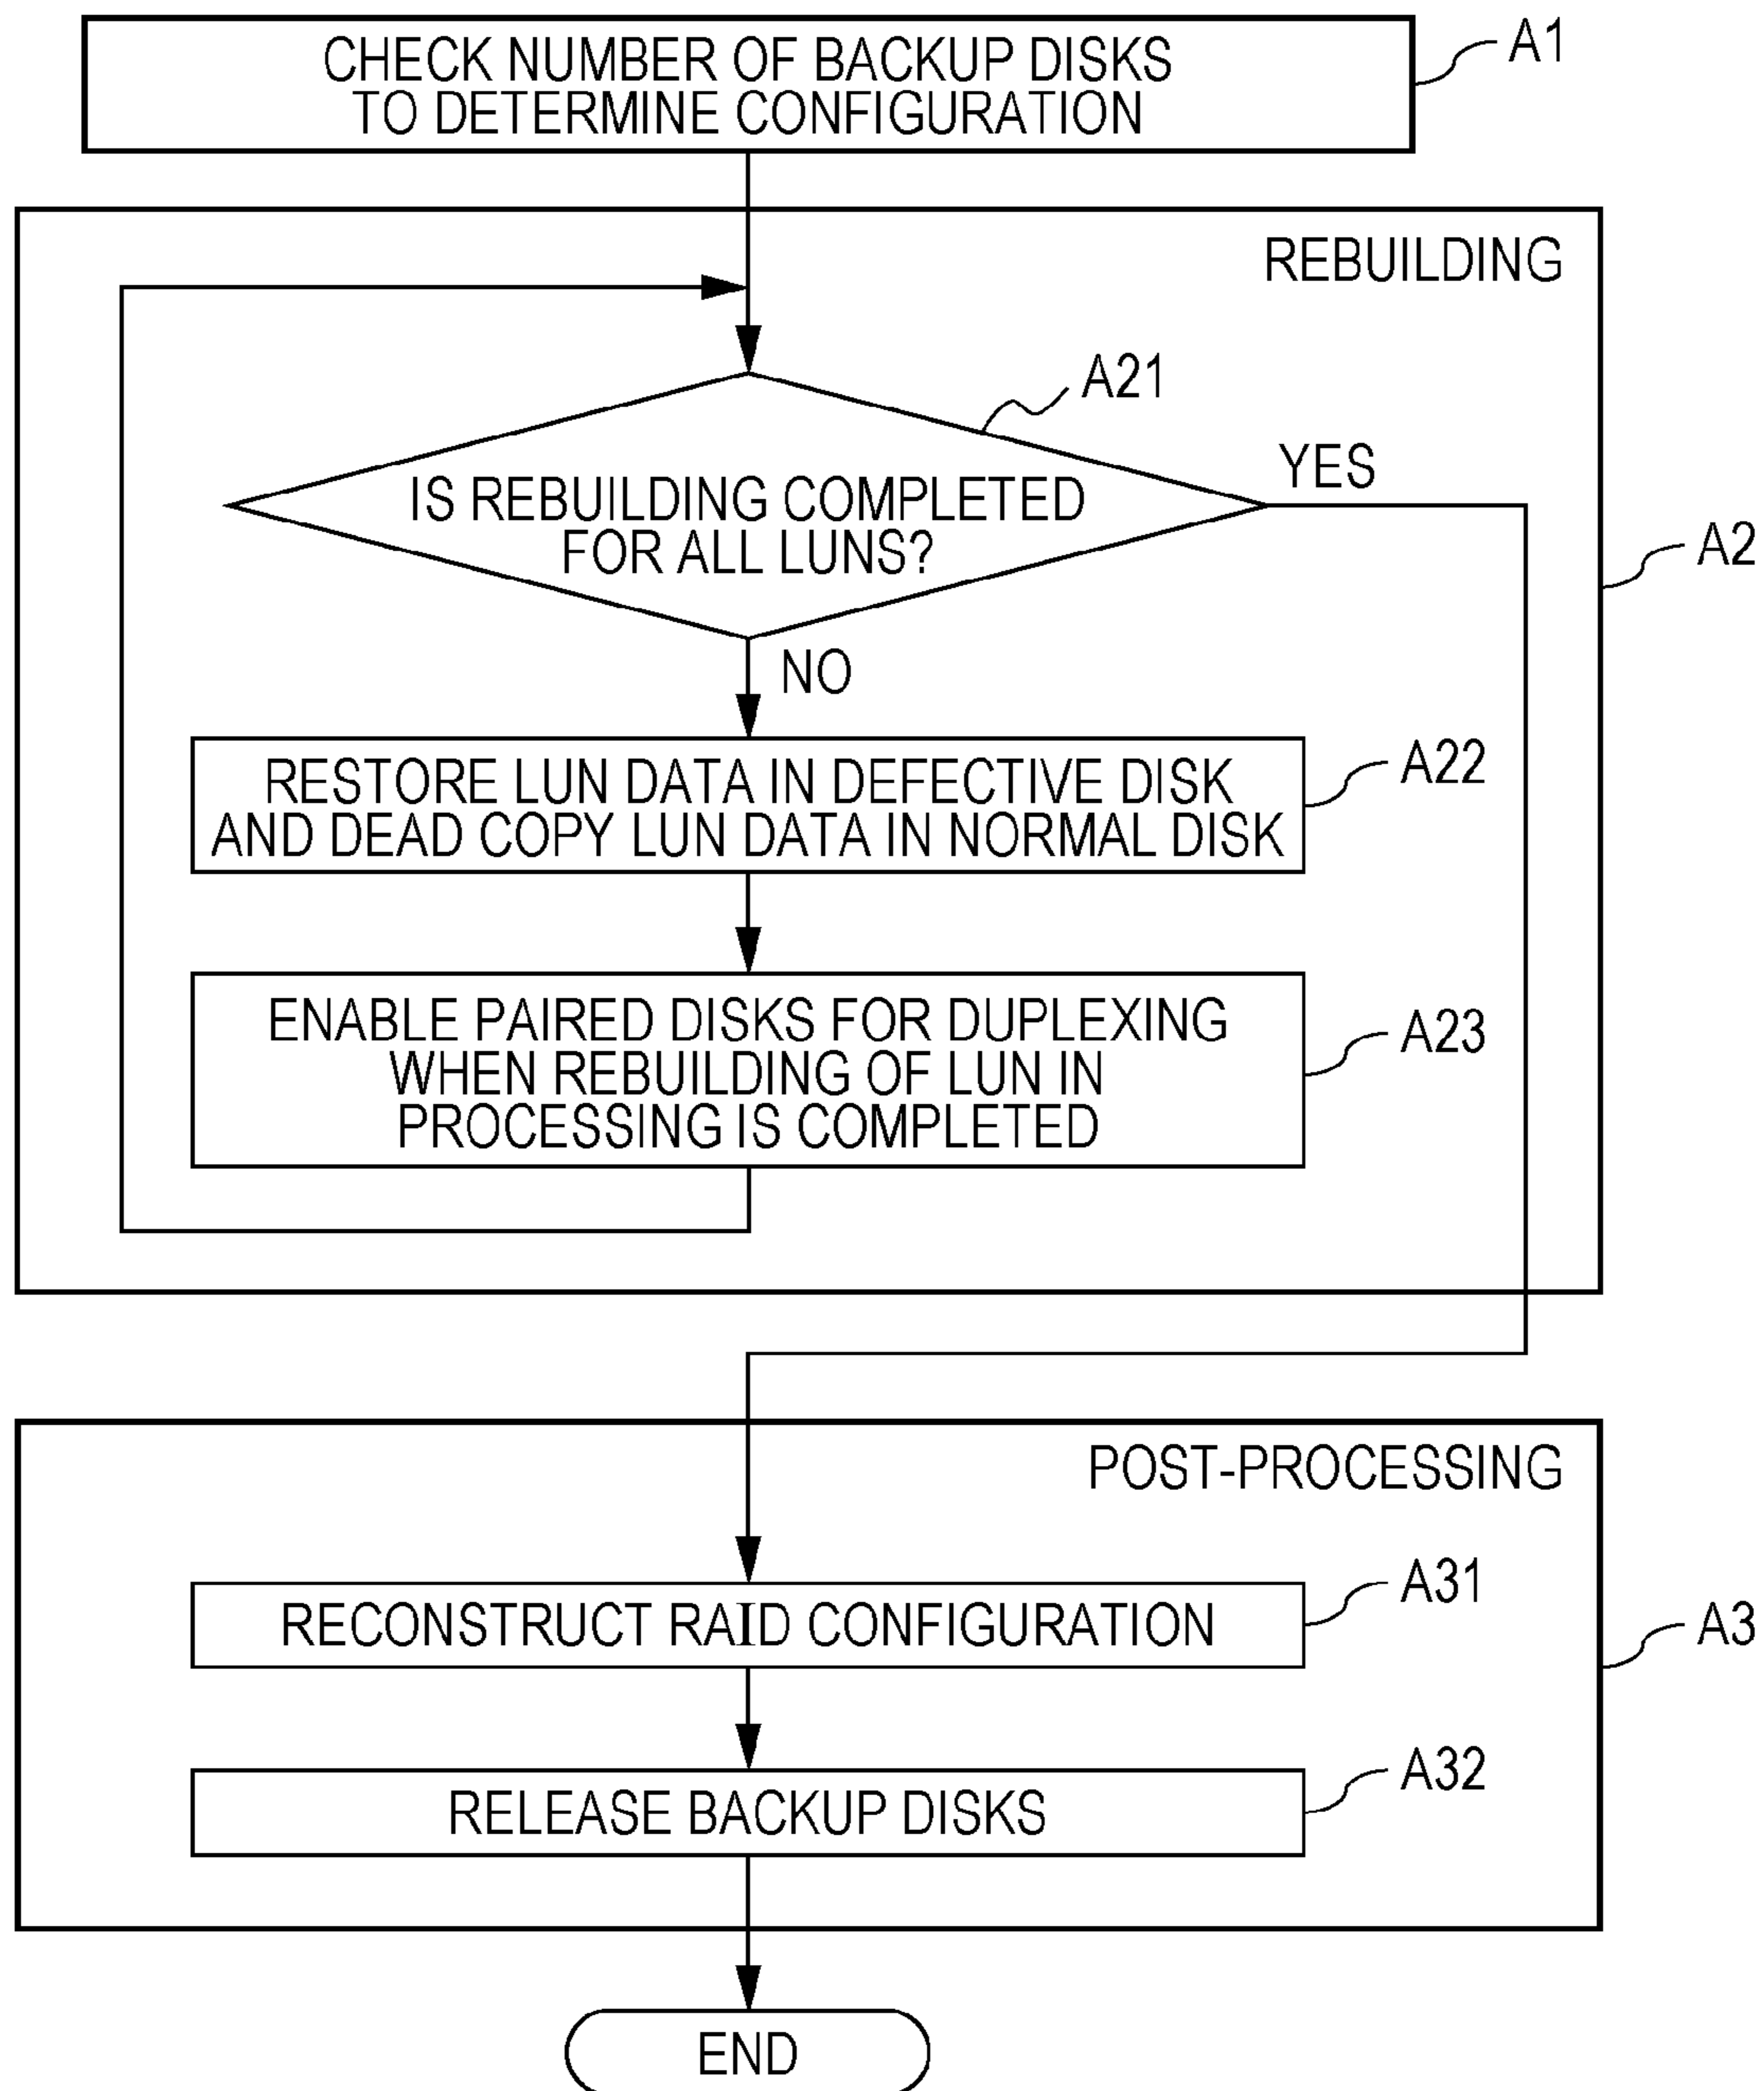 CHECK NUMBER OF BACKUP DISKS
TO DETERMINE CONFIGURATION
A1
REBUILDING
A21
IS REBUILDING COMPLETED
FOR ALL LUNS?
YES
A2
NO
RESTORE LUN DATA IN DEFECTIVE DISK
AND DEAD COPY LUN DATA IN NORMAL DISK
A22
ENABLE PAIRED DISKS FOR DUPLEXING
WHEN REBUILDING OF LUN IN
PROCESSING IS COMPLETED
A23
POST-PROCESSING
RECONSTRUCT RAID CONFIGURATION
A31
A3
RELEASE BACKUP DISKS
A32
END